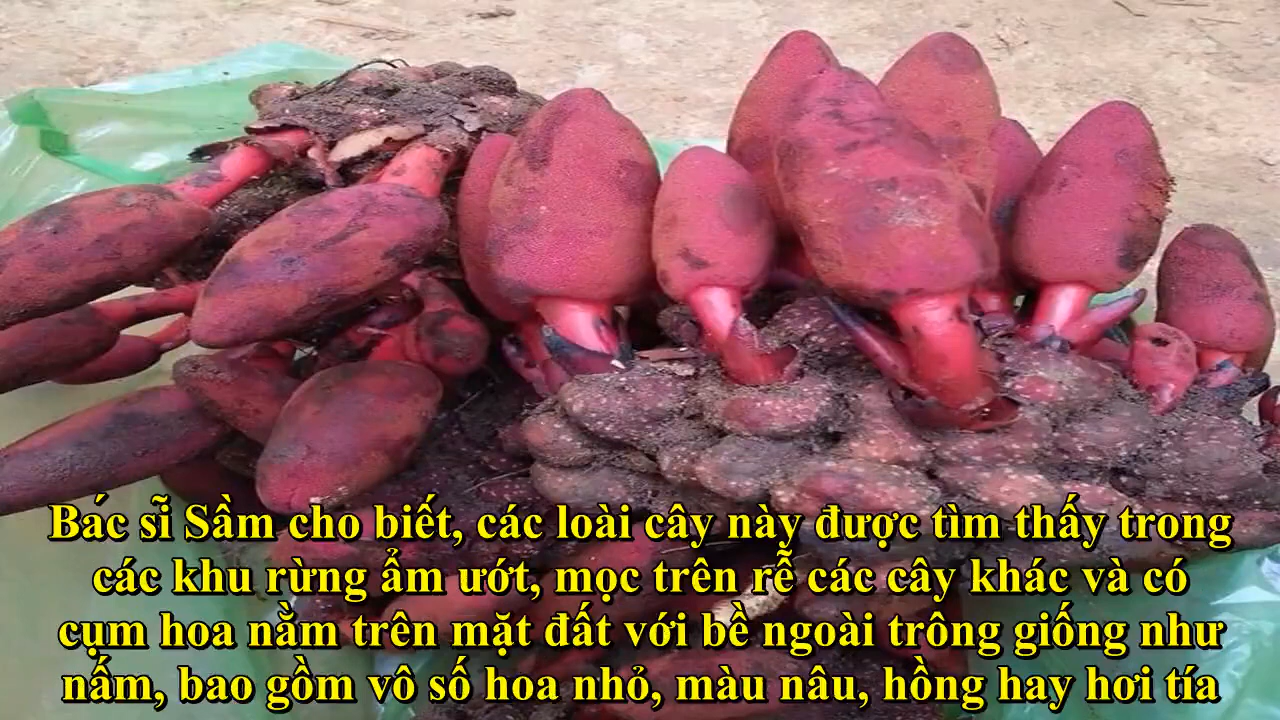 Bác sĩ Sầm cho biết, các loài cây này được tìm thấy trong
các khu rừng ẩm ướt, mọc trên rễ các cây khác và có
cụm hoa nằm trên mặt đất với bề ngoài trông giống như
nấm, bao gồm vô số hoa nhỏ, màu nâu, hồng hay hơi tía